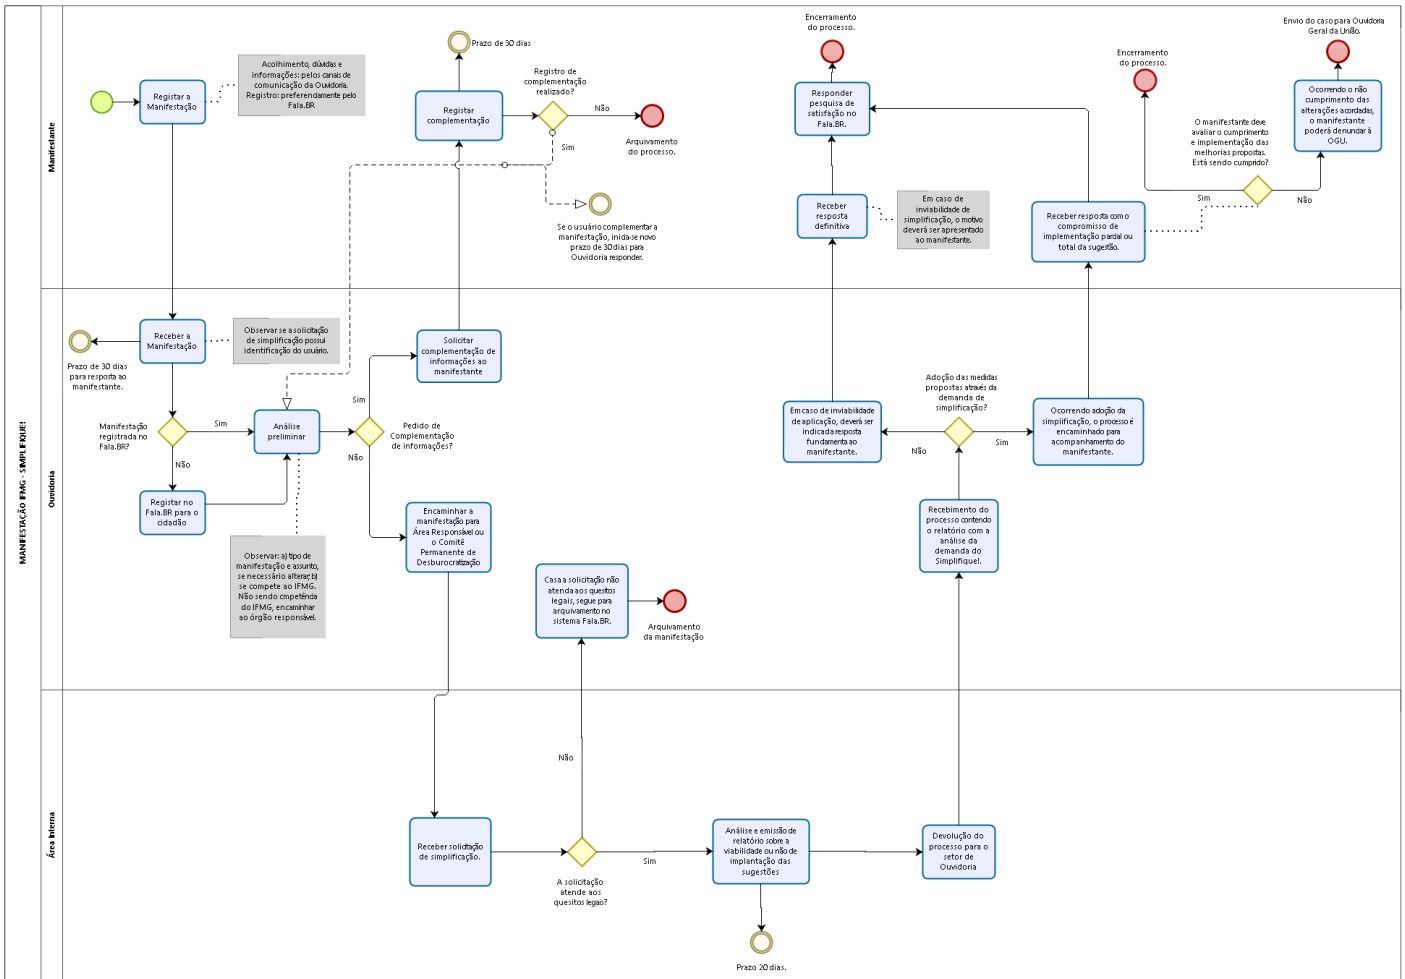 MANIFESTAÇÃO IFMG - SIMPLIFIQUE!
Manifestante
Registar a
Manifestação
Acolhimento, dúvidas e
informações: pelos canais de
comunicação da Ouvidoria.
Registro: preferencialmente pelo
Fala.BR
Prazo de 30 dias
Registar
complementação
Registro de
complementação
realizado?
Não
Sim
Arquivamento
do processo.
Se o usuário complementar a
manifestação, inicia-se novo
prazo de 30 dias para
Ouvidoria responder.
Encerramento
do processo.
Responder
pesquisa de
satisfação no
Fala.BR.
Receber
resposta
definitiva
Em caso de
inviabilidade de
simplificação, o motivo
deverá ser apresentado
ao manifestante.
Receber resposta com o
compromisso de
implementação parcial ou
total da sugestão.
Encerramento
do processo.
O manifestante deve
avaliar o cumprimento
e implementação das
melhorias propostas.
Está sendo cumprido?
Sim
Não
Envio do caso para Ouvidoria
Geral da União.
Ocorrendo o não
cumprimento das
alterações acordadas,
o manifestante
poderá denundar à
OGU.
Ouvidoria
Receber a
Manifestação
Prazo de 30 dias
para resposta ao
manifestante.
Observar se a solicitação
de simplificação possui
identificação do usuário.
Manifestação
registrada no
Fala.BR?
Sim
Não
Registar no
Fala.BR para o
cidadão
Análise
preliminar
Observar: a) tipo de
manifestação e assunto,
se necessário alterar; b)
se compete ao IFMG.
Não sendo cmpetência
do IFMG, encaminhar
ao órgão responsável.
Sim
Não
Pedido de
Complementação
de informações?
Solicitar
complementação de
informações ao
manifestante
Encaminhar a
manifestação para
Área Responsável ou
o Comitê
Permanente de
Desburocratização
Casa a solicitação não
atenda aos quesitos
legais, segue para
arquivamento no
sistema Fala.BR.
Arquivamento
da manifestação
Em caso de inviabilidade
de aplicação, deverá ser
indicada resposta
fundamenta ao
manifestante.
Adoção das medidas
propostas através da
demanda de
simplificação?
Não
Sim
Ocorrendo adoção da
simplificação, o processo é
encaminhado para
acompanhamento do
manifestante.
Recebimento do
processo contendo
o relatório com a
análise da
demanda do
Simplifique!.
Área Interna
Receber solicitação
de simplificação.
Não
Sim
A solicitação
atende aos
quesitos legais?
Análise e emissão de
relatório sobre a
viabilidade ou não de
implantação das
sugestões
Prazo 20 dias.
Devolução do
processo para o
setor de
Ouvidoria